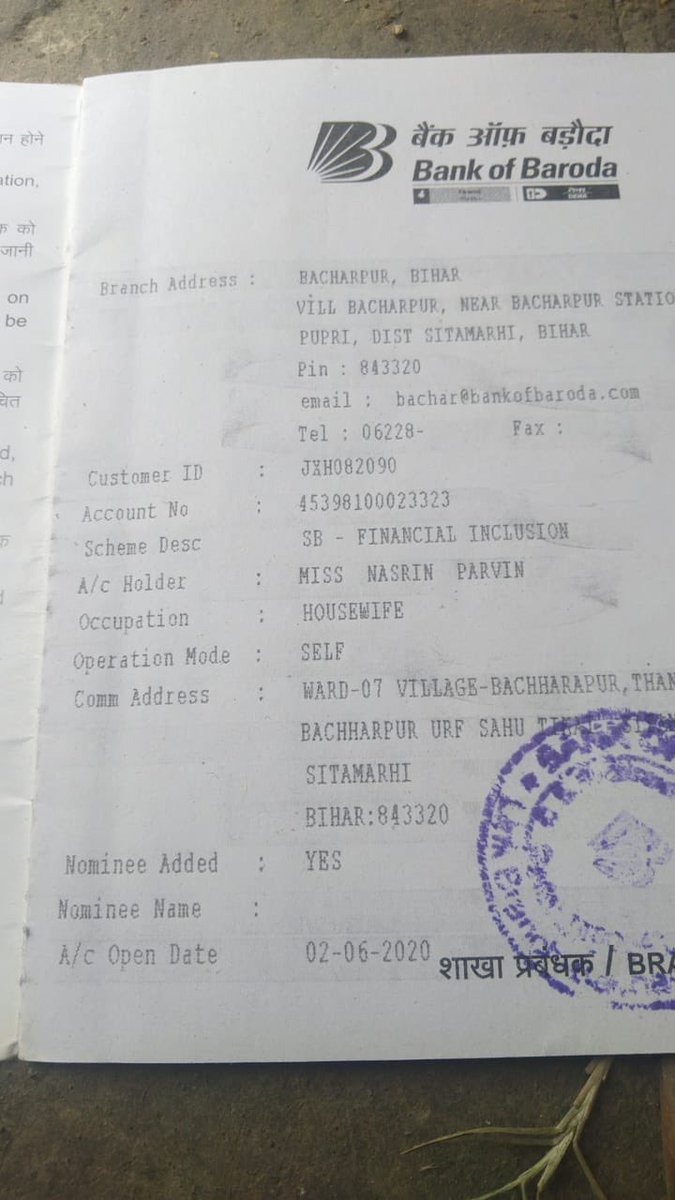 न होने
ation,
को
जानी
on
be
को
d,
बैंक ऑफ़ बड़ौदा
Bank of Baroda
Branch Address : BACHARPUR, BIHAR
VILL BACHARPUR, NEAR BACHARPUR STATIO
PUPRI, DIST SITAMARHI, BIHAR
Pin : 843320
email : bachar@bankofbaroda.com
Tel : 06228- Fax :
Customer ID : JXH082090
Account No : 45398100023323
Scheme Desc SB - FINANCIAL INCLUSION
A/c Holder : MISS NASRIN PARVIN
Occupation : HOUSEWIFE
Operation Mode : SELF
Comm Address : WARD-07 VILLAGE-BACHHARAPUR,THAN
BACHHARPUR URF SAHU
SITAMARHI
BIHAR:843320
Nominee Added : YES
Nominee Name :
A/c Open Date 02-06-2020
शाखा प्रबंधक / BRA